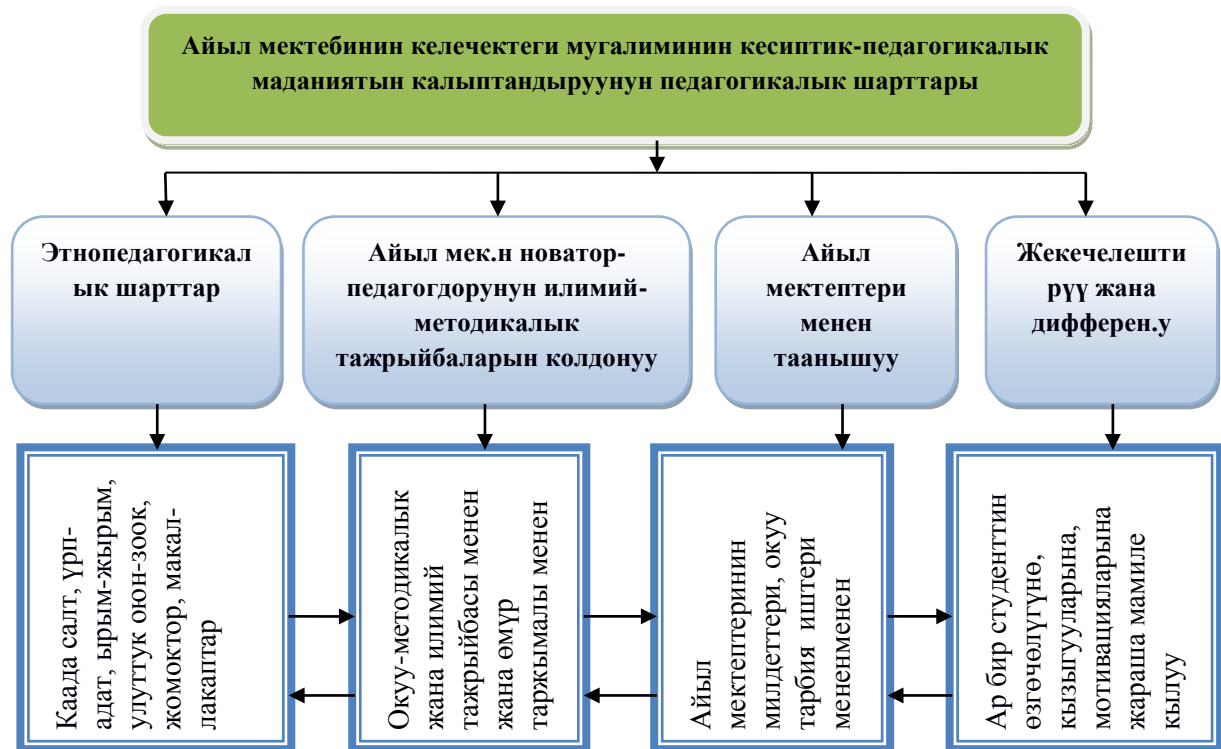 Айыл мектебинин келечектеги мугалиминин кесиптик-педагогикалык
маданиятын калыптандыруунун педагогикалык шарттары
Этнопедагогикал
ык шарттар
Айыл мек.н новатор-
педагогдорунун илимий-
методикалык
тажрыйбаларын колдонуу
Айыл
мектептери
менен
таанышуу
Жекечелешти
рүү жана
дифферен.у
Каада салт, үрп-
адат, ырым-жырым,
улуттук оюн-зоок,
жомоктор, макал-
лакаптар
Окуу-методикалык
жана илимий
тажрыйбасы менен
жана өмүр
таржымалы менен
Айыл
мектептеринин
милдеттери, окуу
тарбия иштери
мененменен
Ар бир студенттин
өзгөчөлүгүнө,
кызыгууларына,
мотивацияларына
жараша мамиле
кылуу